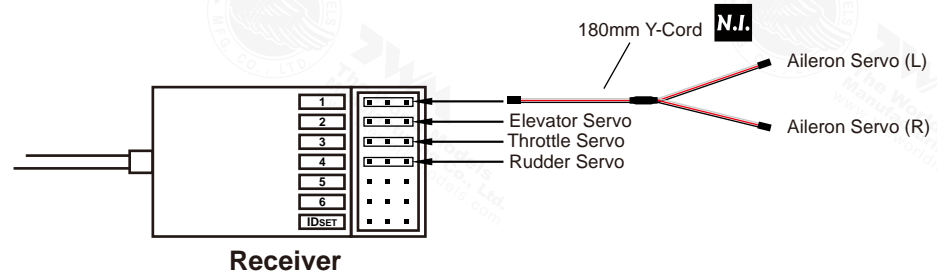 180mm Y-Cord N.I.
Aileron Servo (L)
Aileron Servo (R)
1
2 Elevator Servo
3 Throttle Servo
4 Rudder Servo
5
6
IDSET
Receiver